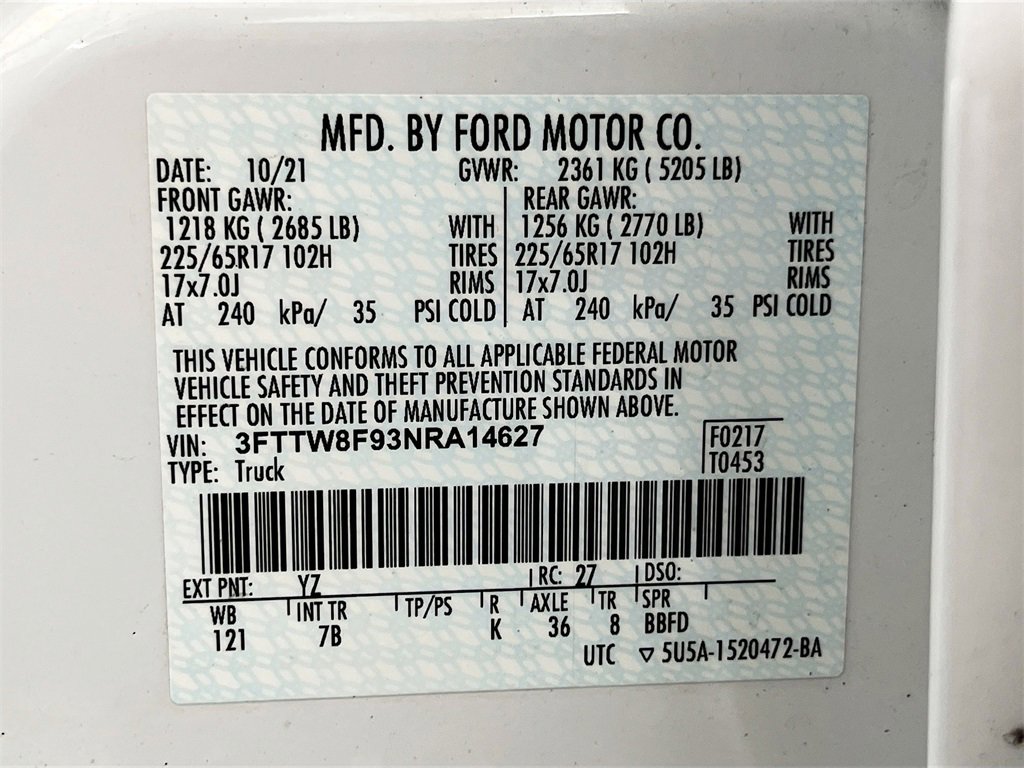 MFD. BY FORD MOTOR CO.
DATE: 10/21 GVWR: 2361 KG ( 5205 LB)
FRONT GAWR: REAR GAWR:
1218 KG ( 2685 LB) WITH 1256 KG ( 2770 LB) WITH
225/65R17 102H TIRES 225/65R17 102H TIRES
17x7.0J RIMS 17x7.0J RIMS
AT 240 kPa/ 35 PSI COLD AT 240 kPa/ 35 PSI COLD
THIS VEHICLE CONFORMS TO ALL APPLICABLE FEDERAL MOTOR
VEHICLE SAFETY AND THEFT PREVENTION STANDARDS IN
EFFECT ON THE DATE OF MANUFACTURE SHOWN ABOVE.
VIN: 3FTTW8F93NRA14627 F0217
TYPE: Truck T0453
EXT PNT: YZ RC: 27 DSO:
WB INT TR TP/PS R AXLE TR SPR
121 7B K 36 8 BBFD
UTC ▽ 5U5A-1520472-BA